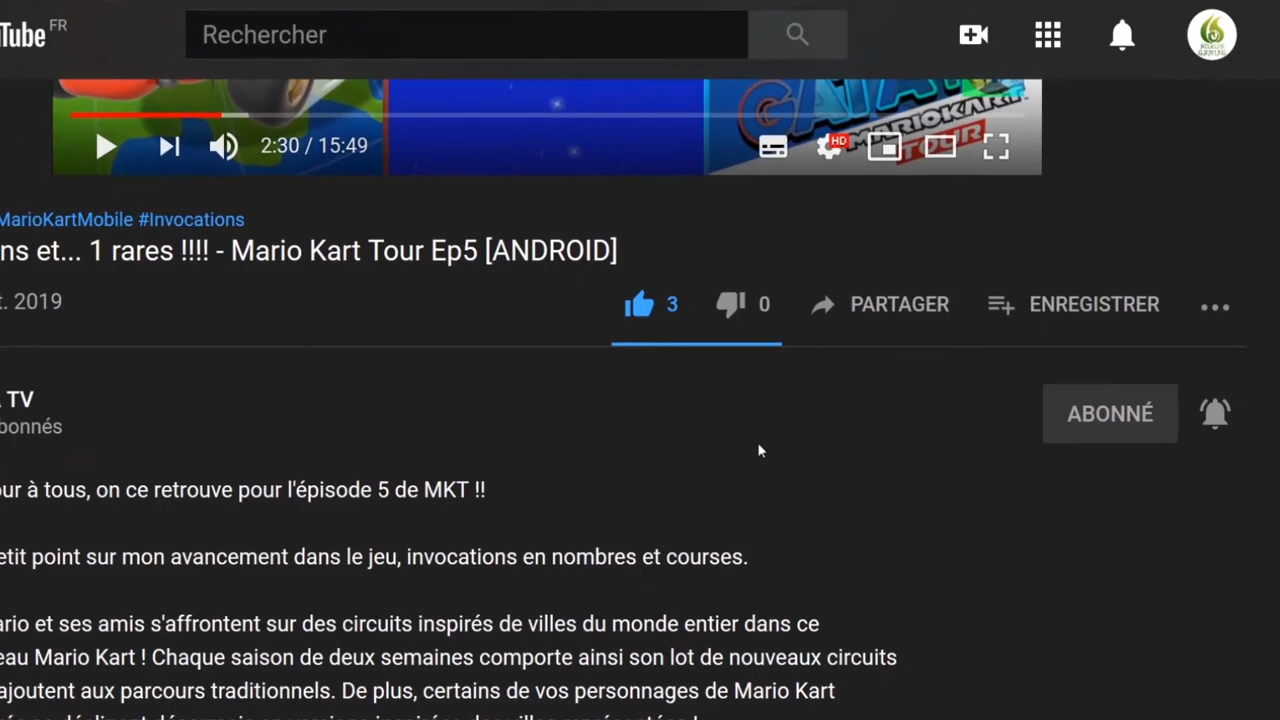 Tube FR
Rechercher
GATAR
MARIOKART
TOUR
2:30 / 15:49
HD
MarioKartMobile #Invocations
ns et... 1 rares !!!! - Mario Kart Tour Ep5 [ANDROID]
t. 2019
3
0
PARTAGER
ENREGISTRER
TV
bonnés
ABONNÉ
our à tous, on ce retrouve pour l'épisode 5 de MKT !!
etit point sur mon avancement dans le jeu, invocations en nombres et courses.
ario et ses amis s'affrontent sur des circuits inspirés de villes du monde entier dans ce
eau Mario Kart ! Chaque saison de deux semaines comporte ainsi son lot de nouveaux circuits
ajoutent aux parcours traditionnels. De plus, certains de vos personnages de Mario Kart